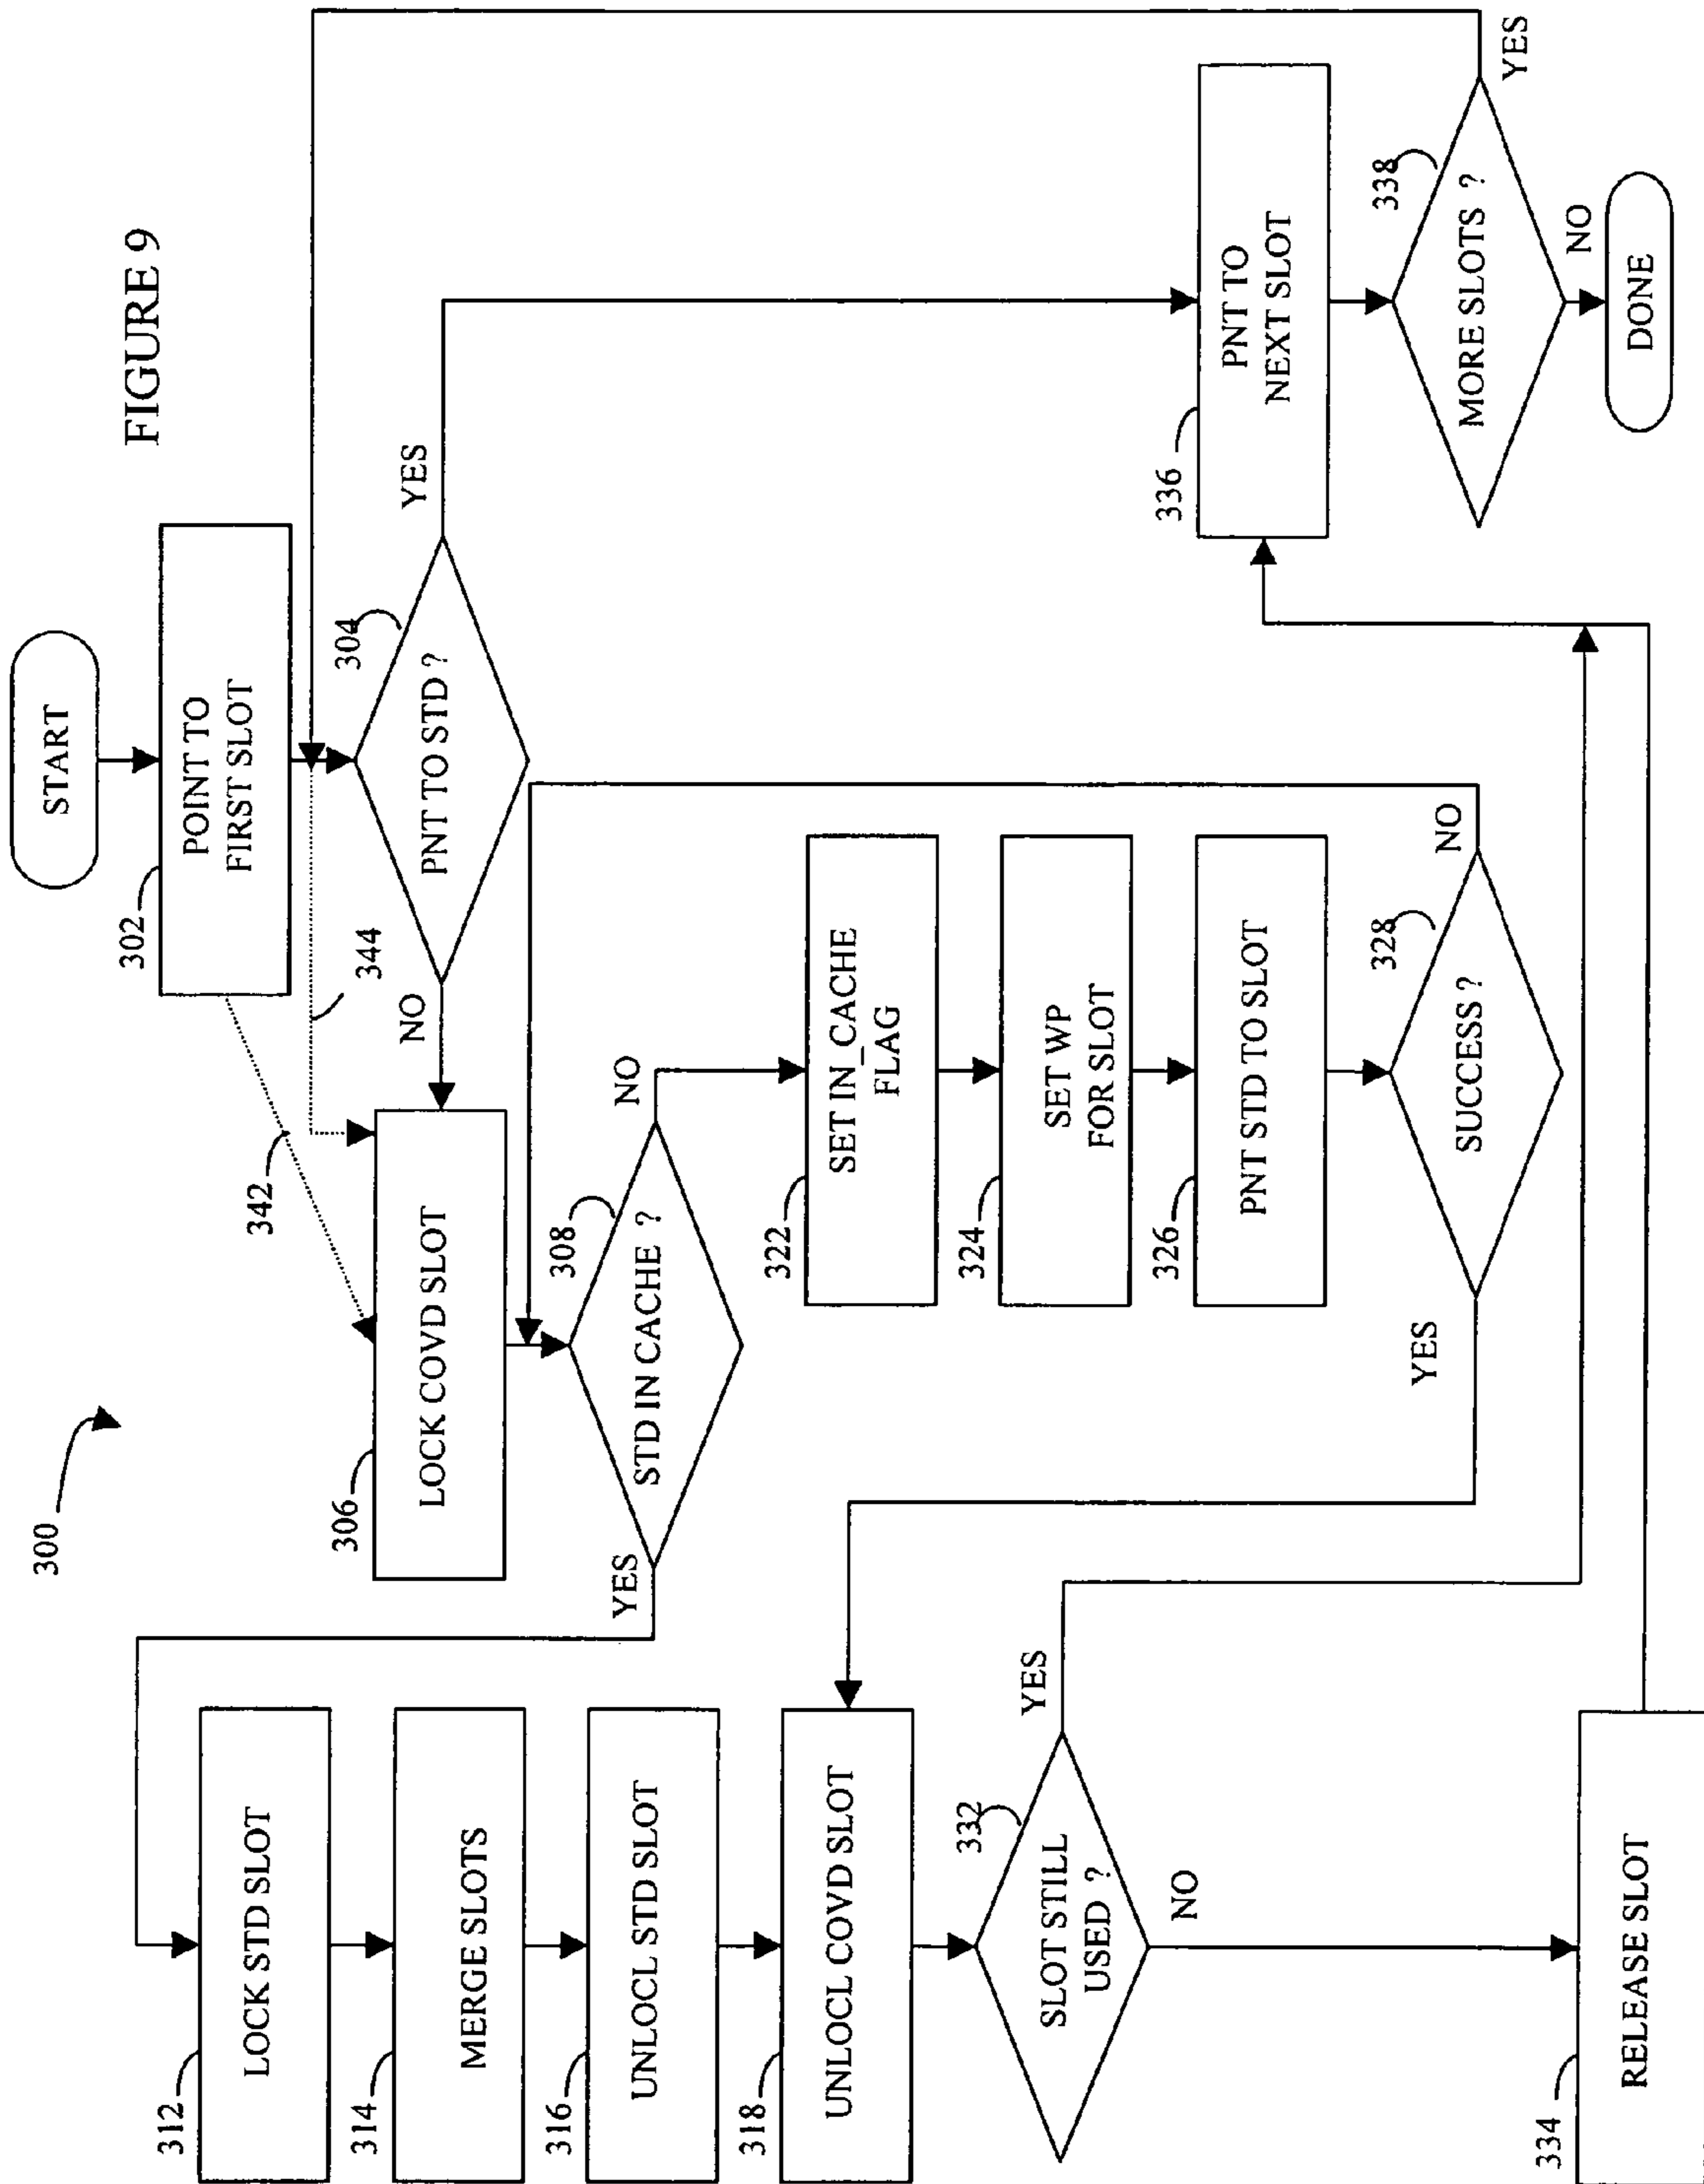 FIGURE 9
300
START
302
POINT TO
FIRST SLOT
342
344
304
PNT TO STD ?
YES
NO
306
LOCK COVD SLOT
308
STD IN CACHE ?
YES
NO
312
LOCK STD SLOT
314
MERGE SLOTS
316
UNLOCL STD SLOT
318
UNLOCL COVD SLOT
322
SET IN_CACHE
FLAG
324
SET WP
FOR SLOT
326
PNT STD TO SLOT
328
SUCCESS ?
YES
NO
332
SLOT STILL
USED ?
YES
NO
334
RELEASE SLOT
336
PNT TO
NEXT SLOT
338
MORE SLOTS ?
YES
NO
DONE